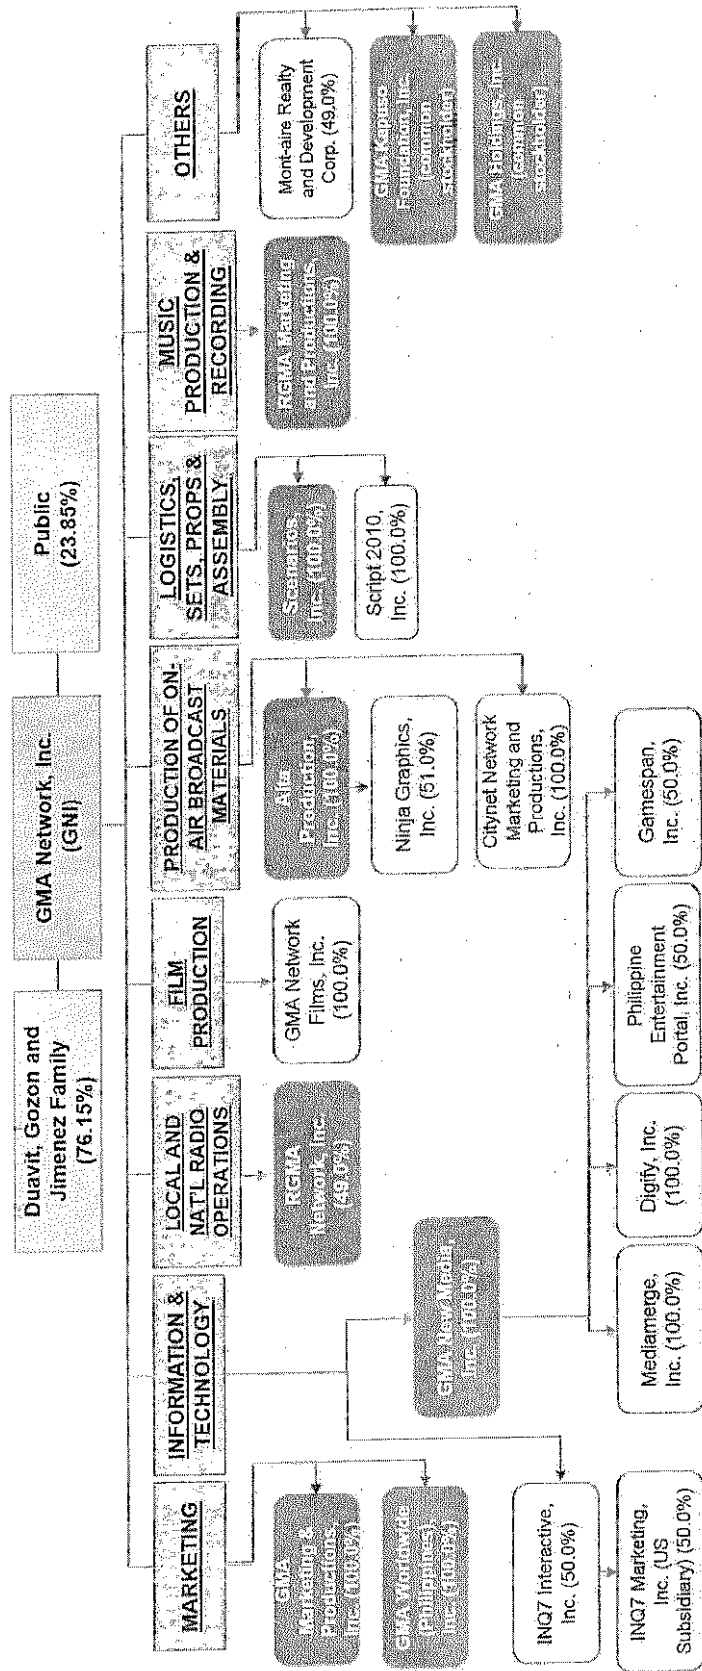 Duavit, Gozon and
Jimenez Family
(76.15%)
GMA Network, Inc.
(GNI)
Public
(23.85%)
MARKETING
GMA
Marketing &
Productions,
Inc. (100.0%)
GMA Worldwide
(Philippines),
Inc. (100.0%)
INFORMATION &
TECHNOLOGY
INQ7 Interactive,
Inc. (50.0%)
INQ7 Marketing,
Inc. (US
Subsidiary) (50.0%)
GMA New Media,
Inc. (100.0%)
Mediamerge,
Inc. (100.0%)
Digify, Inc.
(100.0%)
Philippine
Entertainment
Portal, Inc. (50.0%)
Gamespan,
Inc. (50.0%)
LOCAL AND
NAT'L RADIO
OPERATIONS
RGMA
Network, Inc.
(49.0%)
FILM
PRODUCTION
GMA Network
Films, Inc.
(100.0%)
PRODUCTION OF ON-
AIR BROADCAST
MATERIALS
Alta
Production,
Inc. (100.0%)
Ninja Graphics,
Inc. (51.0%)
Citynet Network
Marketing and
Productions,
Inc. (100.0%)
LOGISTICS,
SETS, PROPS &
ASSEMBLY
Scenarios,
Inc. (100.0%)
Script 2010,
Inc. (100.0%)
MUSIC
PRODUCTION &
RECORDING
RGMA Marketing
and Productions,
Inc. (100.0%)
OTHERS
Mont-aire Realty
and Development
Corp. (49.0%)
GMA Kapuso
Foundation, Inc.
(common
stockholder)
GMA Holdings, Inc.
(common
stockholder)